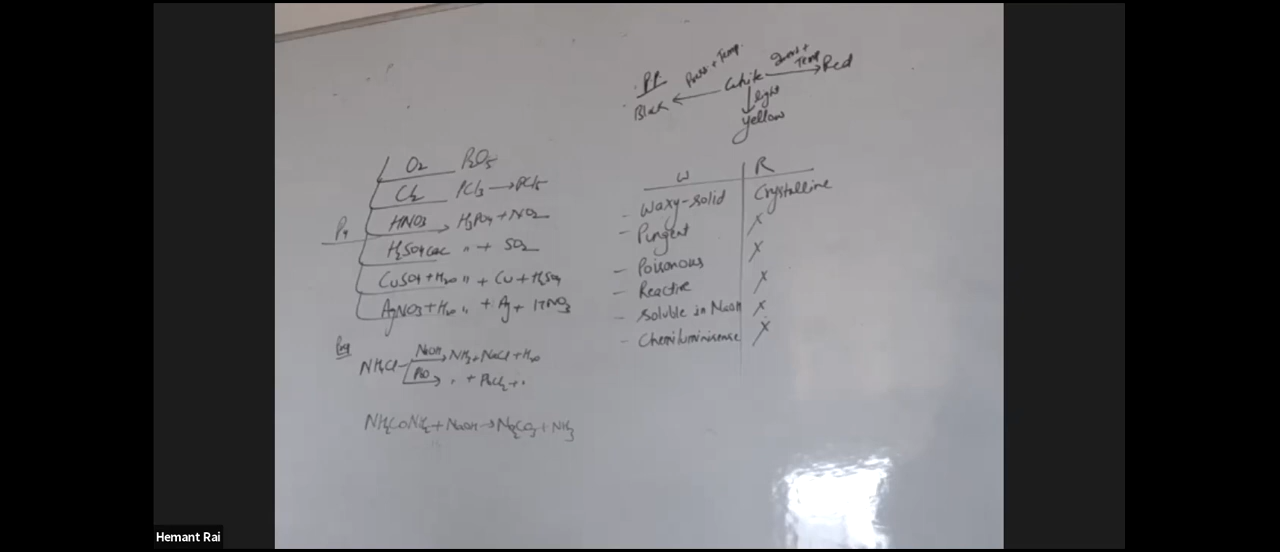 P.P.
Press + Temp.
White
Temp
Red
Black
light
yellow
O₂ P₂O₅
Cl₂ PCl₃ → PCl₅
P₄
HNO₃ → H₃PO₄ + NO₂
H₂SO₄ conc " + SO₂
CuSO₄ + H₂O " + Cu + H₂SO₄
AgNO₃ + H₂O " + Ag + HNO₃
W R
- Waxy-solid Crystalline
- Pungent X
- Poisonous X
- Reactive X
- Soluble in NaOH X
- Chemiluminisense X
NH₄Cl NaOH → NH₃ + NaCl + H₂O
PbO → " + PbCl₂ + "
NH₂CONH₂ + NaOH → Na₂CO₃ + NH₃
Hemant Rai